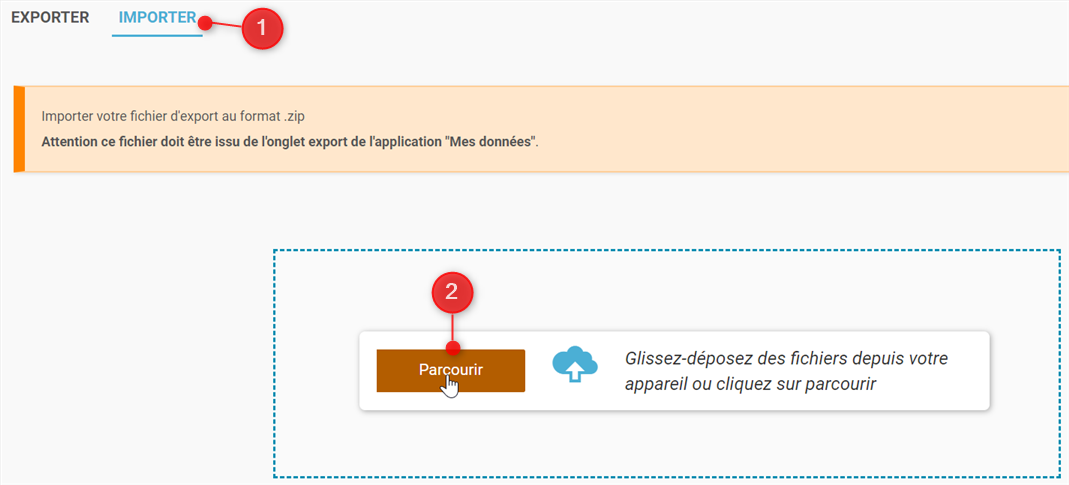 EXPORTER IMPORTER 1
Importer votre fichier d'export au format .zip
Attention ce fichier doit être issu de l'onglet export de l'application "Mes données".
2
Parcourir
Glissez-déposez des fichiers depuis votre
appareil ou cliquez sur parcourir